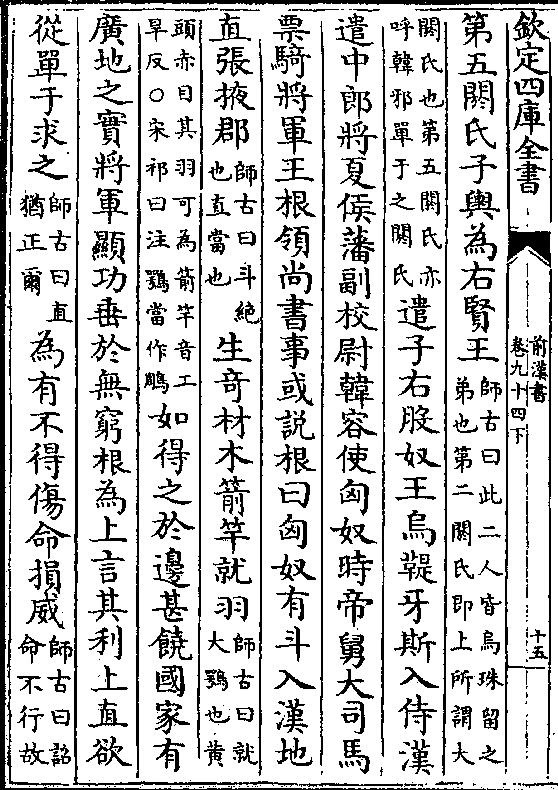 欽定四庫全書
前漢書
卷九十四下
十五
第五閼氏子輿為右賢王師古曰此二人皆烏珠留之弟也第二閼氏即上所謂大
閼氏也第五閼氏亦呼韓邪單于之閼氏遣子右股奴王烏鞮牙斯入侍漢
遣中郎將夏侯藩副校尉韓容使匈奴時帝舅大司馬
票騎將軍王根領尚書事或說根曰匈奴有斗入漢地
直張掖郡師古曰斗絶也直當也生奇材木箭竿就羽師古曰就大鶚也黄
頭赤目其羽可為箭竿音工旱反○宋祁曰注鶚當作鵰如得之於邊甚饒國家有
廣地之實將軍顯功垂於無窮根為上言其利上直欲
從單于求之師古曰直猶正爾為有不得傷命損威師古曰詔命不行故